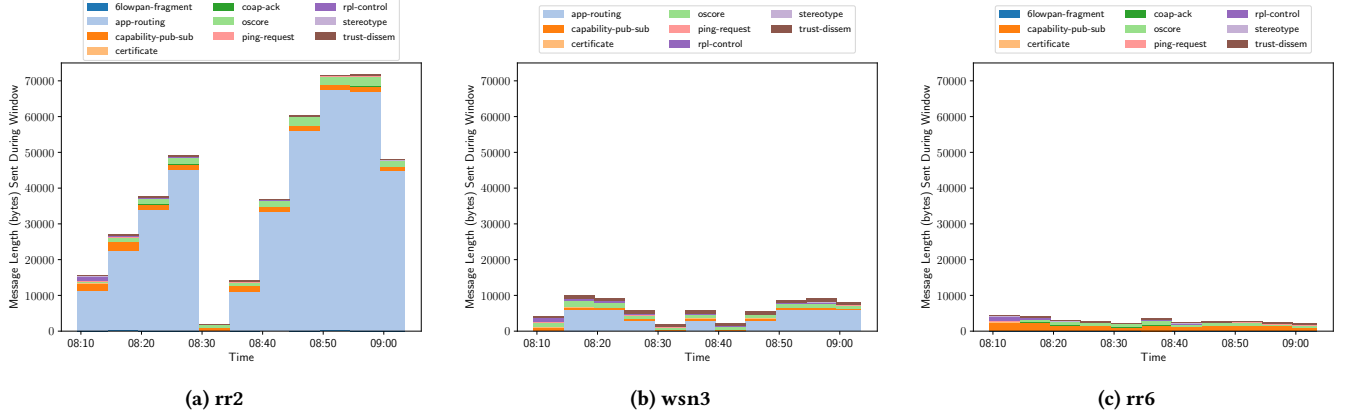 6lowpan-fragment coap-ack rpl-control
capability-pub-sub oscore stereotype
certificate ping-request trust-dissem
app-routing oscore stereotype
capability-pub-sub ping-request trust-dissem
certificate rpl-control
6lowpan-fragment certificate oscore rpl-control
app-routing coap-ack ping-request stereotype
capability-pub-sub trust-dissem
Message Length (bytes) Sent During Window
70000
60000
50000
40000
30000
20000
10000
0
08:10 08:20 08:30 08:40 08:50 09:00
Time
(a) rr2
Message Length (bytes) Sent During Window
70000
60000
50000
40000
30000
20000
10000
0
08:10 08:20 08:30 08:40 08:50 09:00
Time
(b) wsn3
Message Length (bytes) Sent During Window
70000
60000
50000
40000
30000
20000
10000
0
08:10 08:20 08:30 08:40 08:50 09:00
Time
(c) rr6